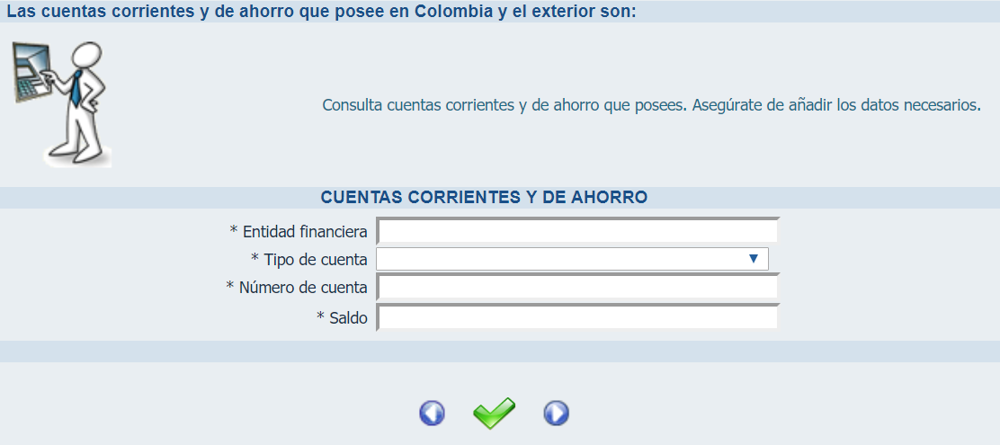 Las cuentas corrientes y de ahorro que posee en Colombia y el exterior son:
Consulta cuentas corrientes y de ahorro que posees. Asegúrate de añadir los datos necesarios.
CUENTAS CORRIENTES Y DE AHORRO
* Entidad financiera
* Tipo de cuenta
* Número de cuenta
* Saldo